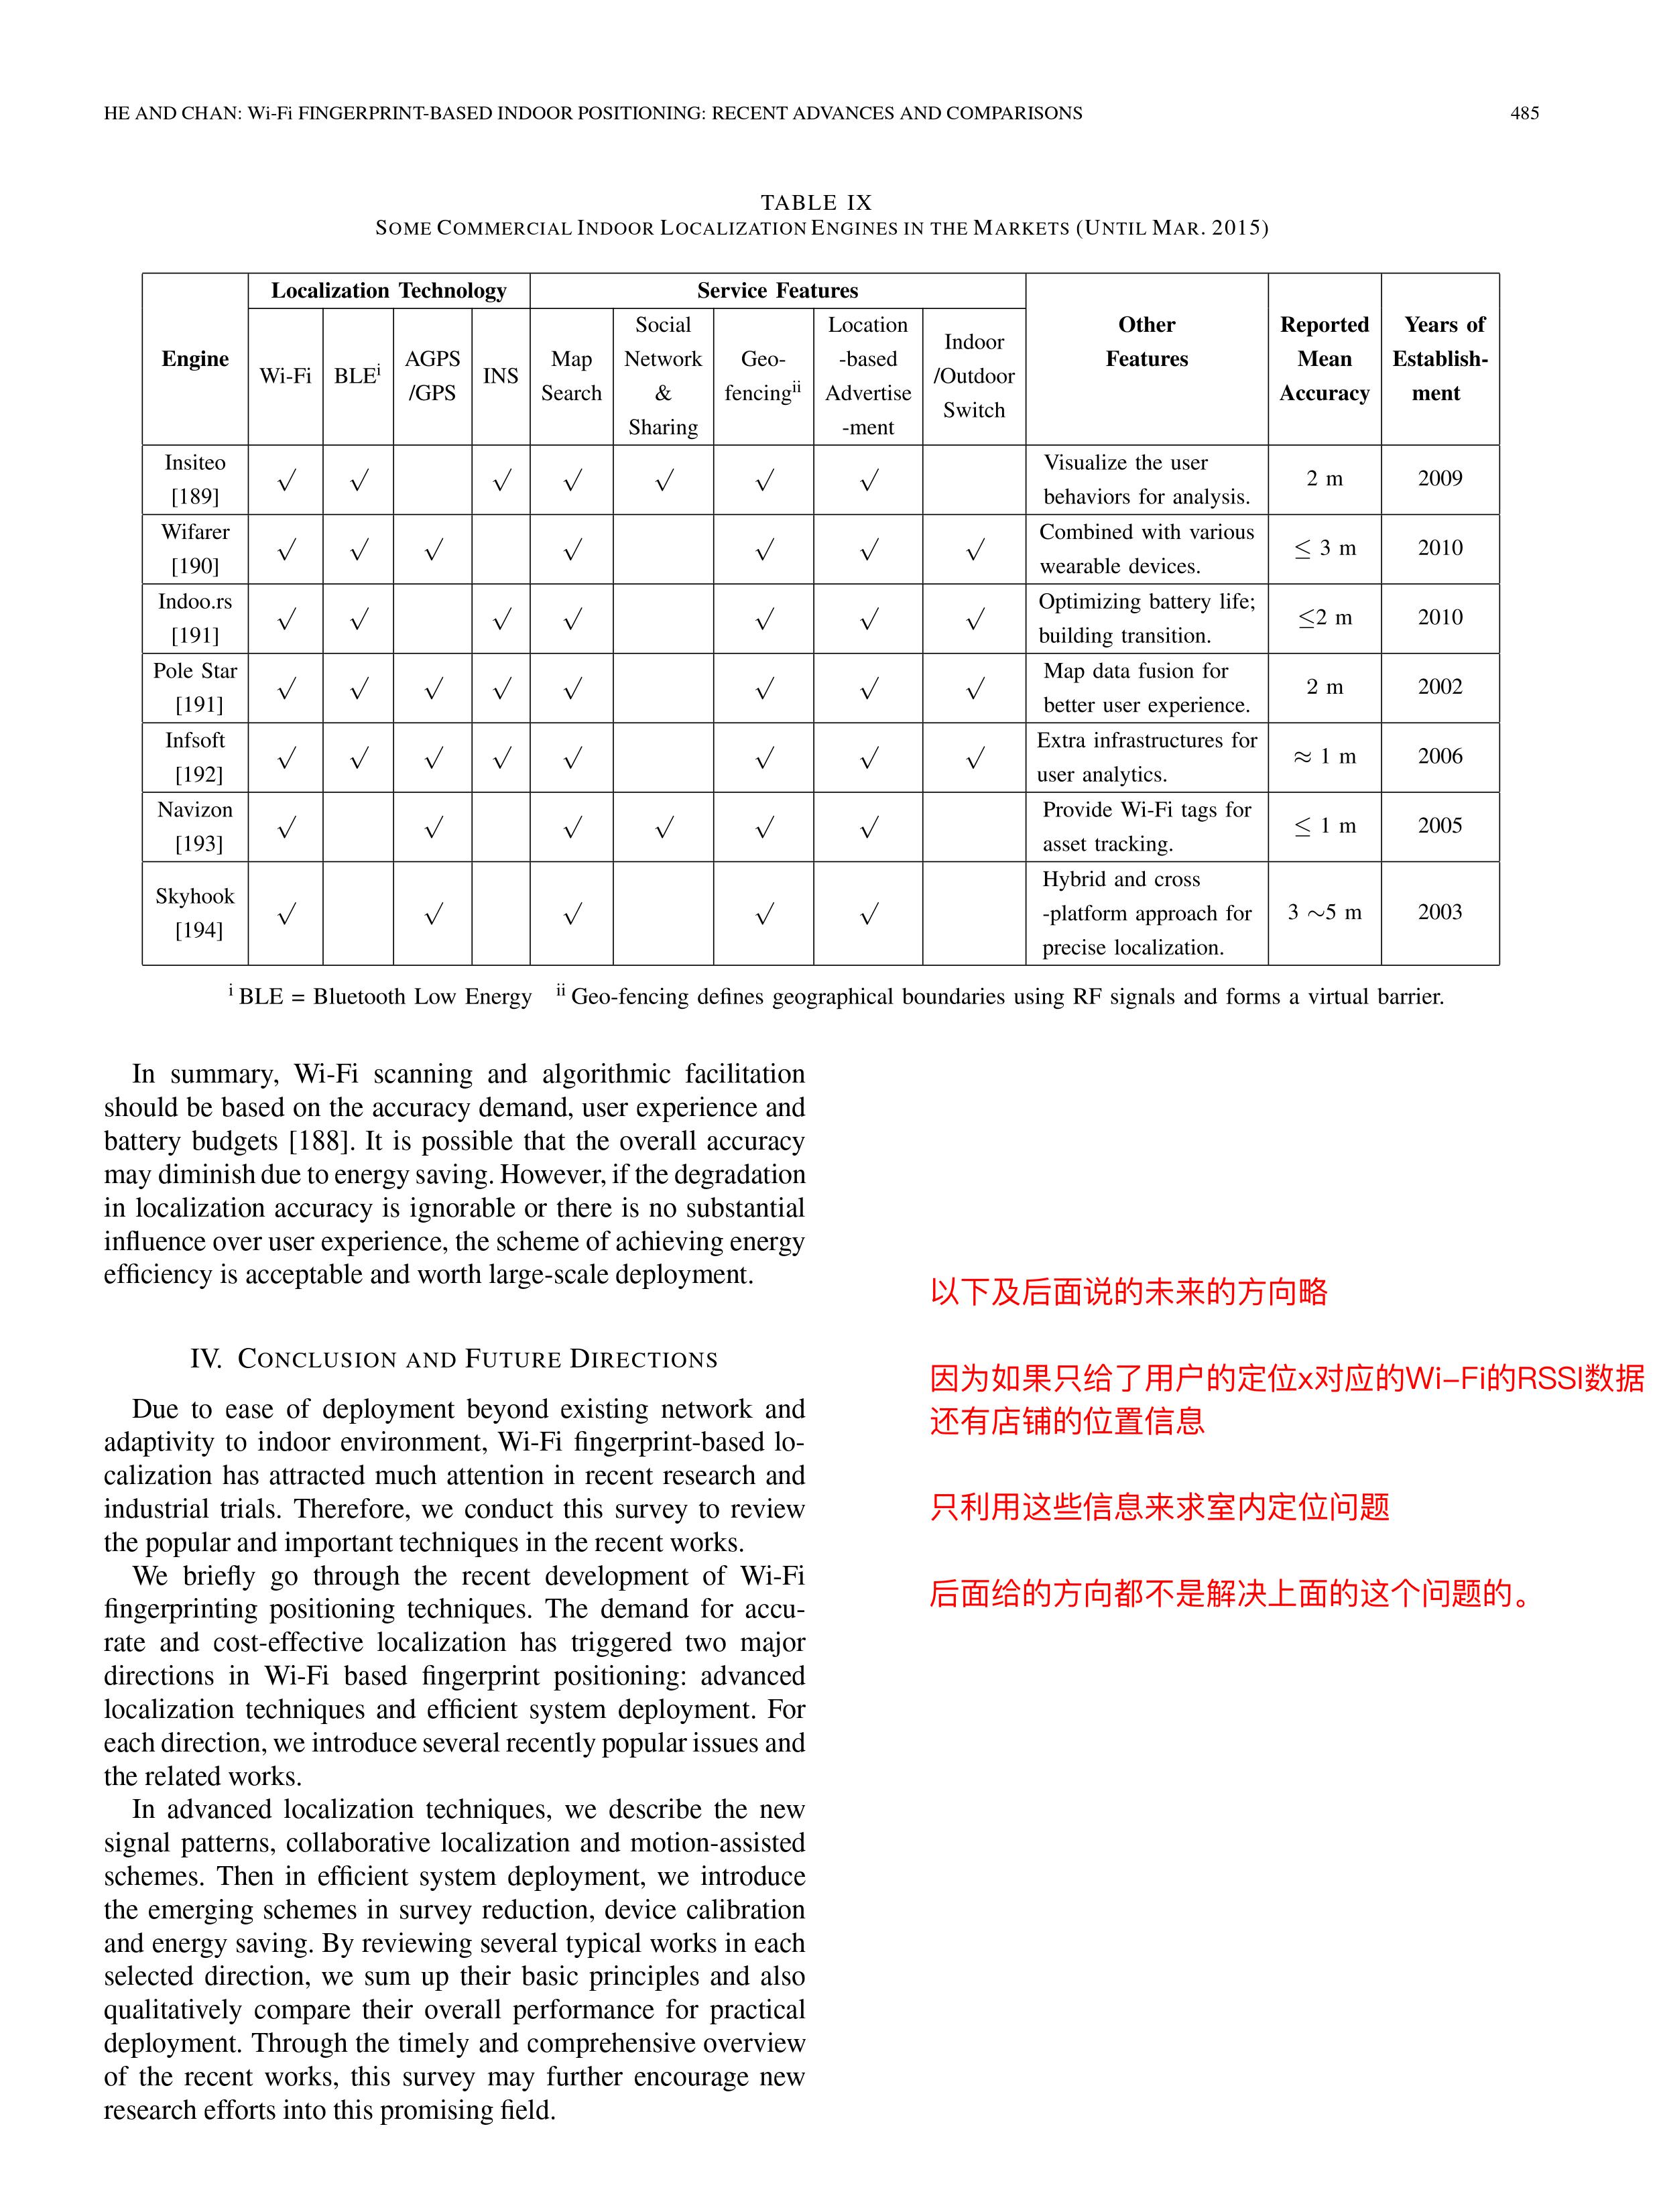 HE AND CHAN: Wi-Fi FINGERPRINT-BASED INDOOR POSITIONING: RECENT ADVANCES AND COMPARISONS 485
TABLE IX
SOME COMMERCIAL INDOOR LOCALIZATION ENGINES IN THE MARKETS (UNTIL MAR. 2015)
Engine
Localization Technology
Service Features
Other
Features
Reported
Mean
Accuracy
Years of
Establish-
ment
Wi-Fi
BLEⁱ
AGPS
/GPS
INS
Map
Search
Social
Network
&
Sharing
Geo-
fencingⁱⁱ
Location
-based
Advertise
-ment
Indoor
/Outdoor
Switch
Insiteo
[189]
√ √ √ √ √ √ √
Visualize the user
behaviors for analysis.
2 m
2009
Wifarer
[190]
√ √ √ √ √ √ √
Combined with various
wearable devices.
≤ 3 m
2010
Indoo.rs
[191]
√ √ √ √ √ √ √
Optimizing battery life;
building transition.
≤2 m
2010
Pole Star
[191]
√ √ √ √ √ √ √ √
Map data fusion for
better user experience.
2 m
2002
Infsoft
[192]
√ √ √ √ √ √ √ √
Extra infrastructures for
user analytics.
≈ 1 m
2006
Navizon
[193]
√ √ √ √ √ √
Provide Wi-Fi tags for
asset tracking.
≤ 1 m
2005
Skyhook
[194]
√ √ √ √ √
Hybrid and cross
-platform approach for
precise localization.
3 ~5 m
2003
ⁱ BLE = Bluetooth Low Energy ⁱⁱ Geo-fencing defines geographical boundaries using RF signals and forms a virtual barrier.
In summary, Wi-Fi scanning and algorithmic facilitation
should be based on the accuracy demand, user experience and
battery budgets [188]. It is possible that the overall accuracy
may diminish due to energy saving. However, if the degradation
in localization accuracy is ignorable or there is no substantial
influence over user experience, the scheme of achieving energy
efficiency is acceptable and worth large-scale deployment.
IV. CONCLUSION AND FUTURE DIRECTIONS
Due to ease of deployment beyond existing network and
adaptivity to indoor environment, Wi-Fi fingerprint-based lo-
calization has attracted much attention in recent research and
industrial trials. Therefore, we conduct this survey to review
the popular and important techniques in the recent works.
We briefly go through the recent development of Wi-Fi
fingerprinting positioning techniques. The demand for accu-
rate and cost-effective localization has triggered two major
directions in Wi-Fi based fingerprint positioning: advanced
localization techniques and efficient system deployment. For
each direction, we introduce several recently popular issues and
the related works.
In advanced localization techniques, we describe the new
signal patterns, collaborative localization and motion-assisted
schemes. Then in efficient system deployment, we introduce
the emerging schemes in survey reduction, device calibration
and energy saving. By reviewing several typical works in each
selected direction, we sum up their basic principles and also
qualitatively compare their overall performance for practical
deployment. Through the timely and comprehensive overview
of the recent works, this survey may further encourage new
research efforts into this promising field.
以下及后面说的未来的方向略
因为如果只给了用户的定位x对应的Wi-Fi的RSSI数据
还有店铺的位置信息
只利用这些信息来求室内定位问题
后面给的方向都不是解决上面的这个问题的。